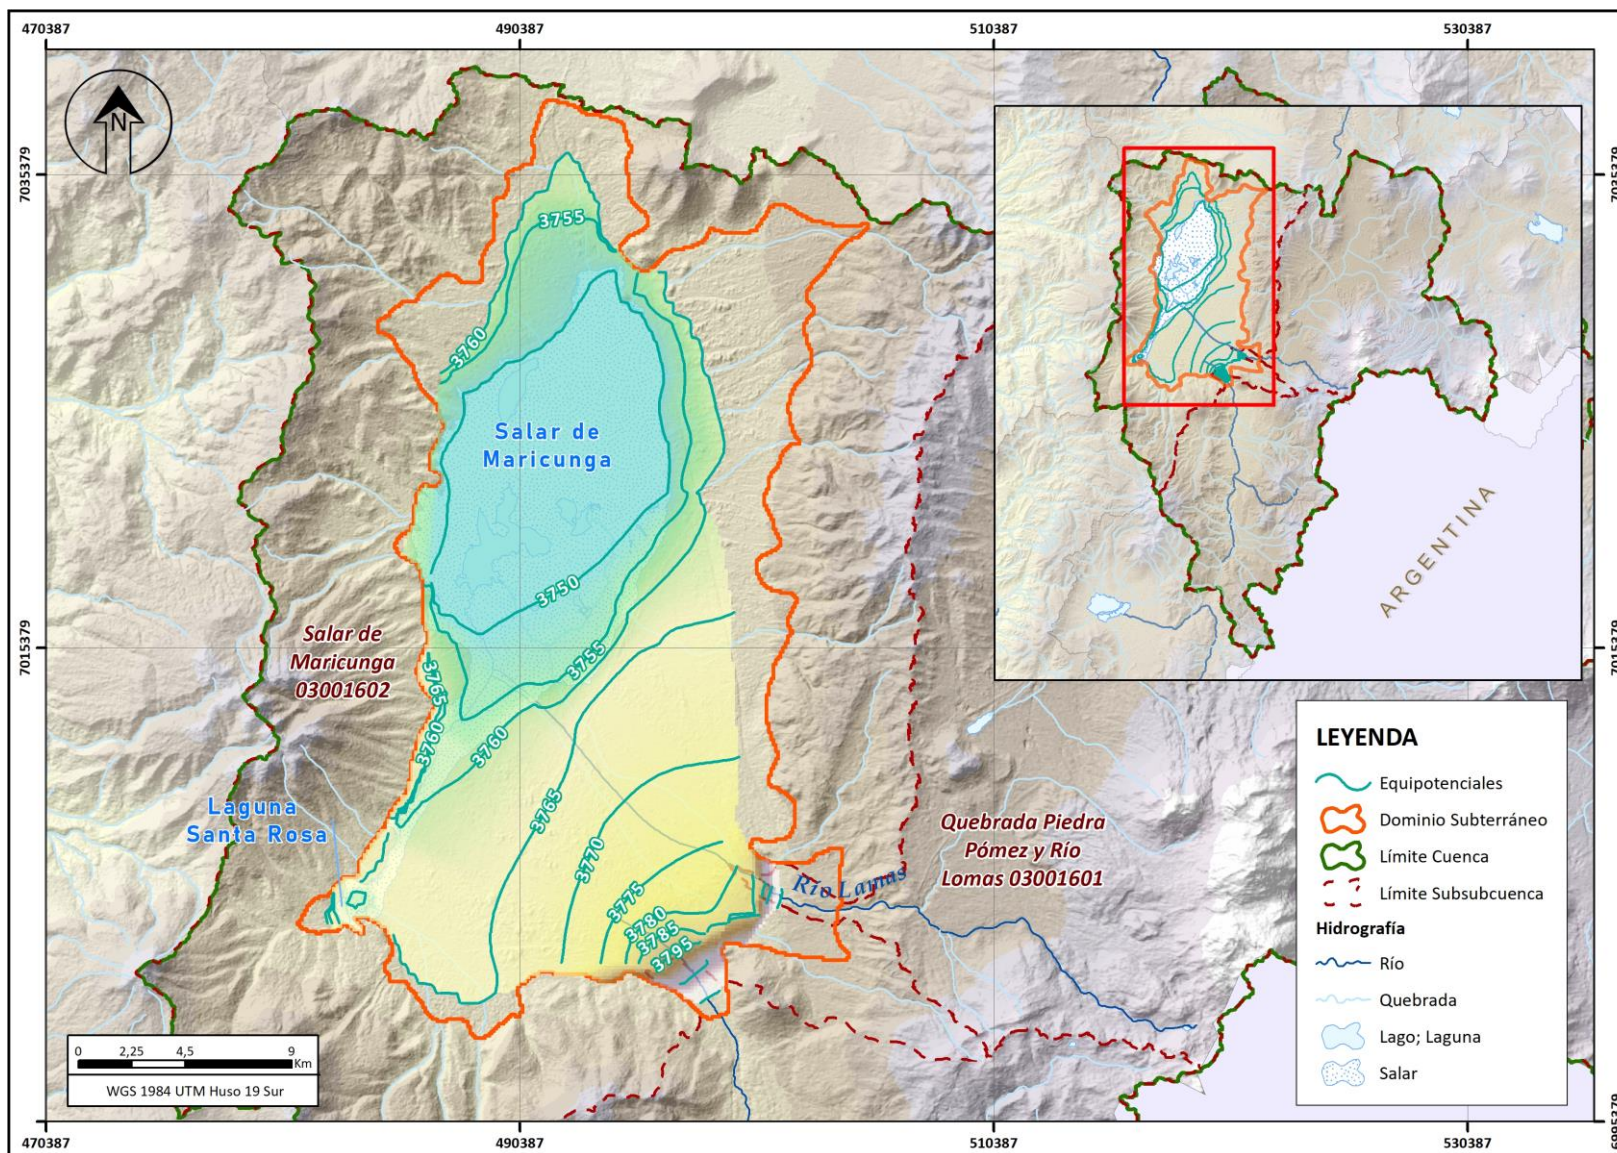 470387
490387
510387
530387
7035379
7035379
N
3755
3760
Salar de
Maricunga
3750
ARGENTINA
7015379
7015379
Salar de
Maricunga
03001602
3765
3755
3760
3760
Laguna
Santa Rosa
3765
3770
3775
3780
3785
3795
Río Lamas
Quebrada Piedra
Pómez y Río
Lomas 03001601
LEYENDA
Equipotenciales
Dominio Subterráneo
Límite Cuenca
Límite Subsubcuenca
Hidrografía
Río
Quebrada
Lago; Laguna
Salar
0 2,25 4,5 9
Km
WGS 1984 UTM Huso 19 Sur
6995379
470387
490387
510387
530387